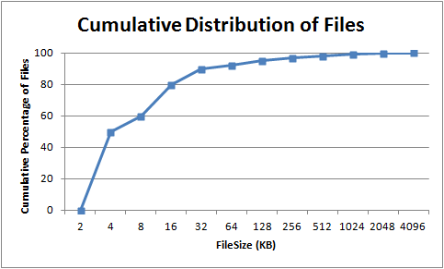 Cumulative Distribution of Files
Cumulative Percentage of Files
100
80
60
40
20
0
2 4 8 16 32 64 128 256 512 1024 2048 4096
FileSize (KB)